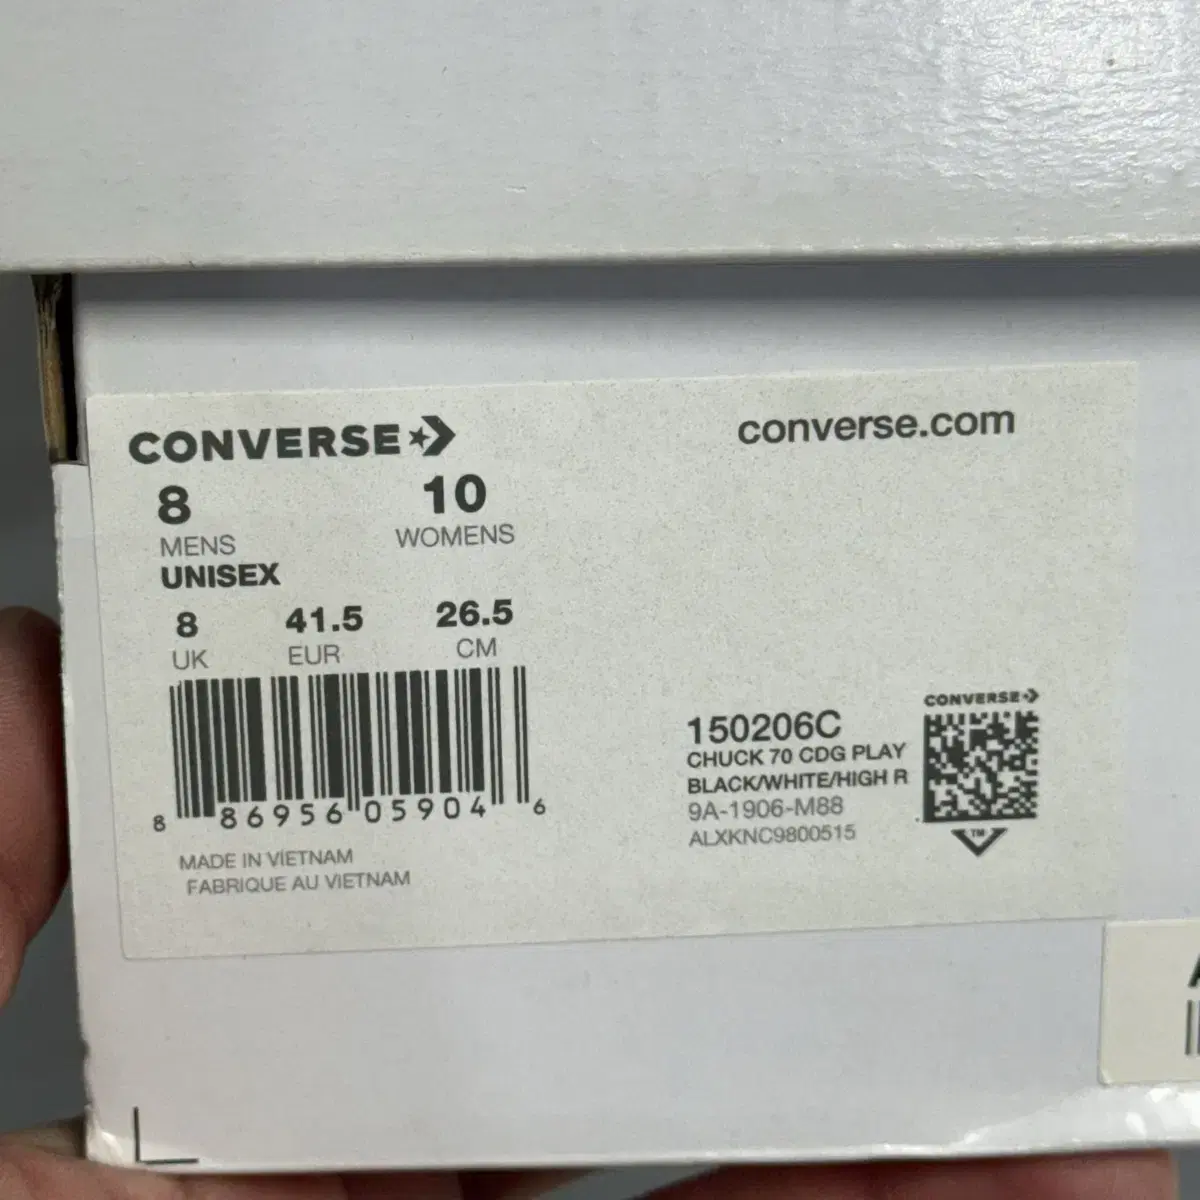 CONVERSE
converse.com
8 10
MENS WOMENS
UNISEX
8 41.5 26.5
UK EUR CM
8 86956 05904 6
MADE IN VIETNAM
FABRIQUE AU VIETNAM
CONVERSE
150206C
CHUCK 70 CDG PLAY
BLACK/WHITE/HIGH R
9A-1906-M88
ALXKNC9800515
TM